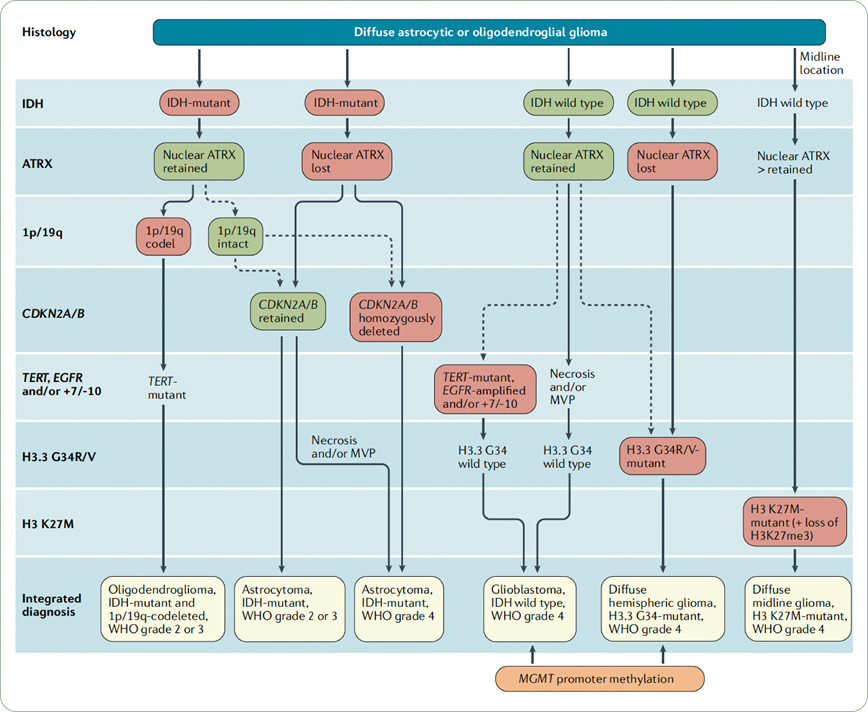 Histology
Diffuse astrocytic or oligodendroglial glioma
Midline
location
IDH
IDH-mutant
IDH-mutant
IDH wild type
IDH wild type
IDH wild type
ATRX
Nuclear ATRX
retained
Nuclear ATRX
lost
Nuclear ATRX
retained
Nuclear ATRX
lost
Nuclear ATRX
> retained
1p/19q
1p/19q
codel
1p/19q
intact
CDKN2A/B
CDKN2A/B
retained
CDKN2A/B
homozygously
deleted
TERT, EGFR
and/or +7/-10
TERT-
mutant
TERT-mutant,
EGFR-amplified
and/or +7/-10
Necrosis
and/or
MVP
H3.3 G34R/V
Necrosis
and/or MVP
H3.3 G34
wild type
H3.3 G34
wild type
H3.3 G34R/V-
mutant
H3 K27M
H3 K27M-
mutant (+ loss of
H3K27me3)
Integrated
diagnosis
Oligodendroglioma,
IDH-mutant and
1p/19q-codeleted,
WHO grade 2 or 3
Astrocytoma,
IDH-mutant,
WHO grade 2 or 3
Astrocytoma,
IDH-mutant,
WHO grade 4
Glioblastoma,
IDH wild type,
WHO grade 4
Diffuse
hemispheric glioma,
H3.3 G34-mutant,
WHO grade 4
Diffuse
midline glioma,
H3 K27M-mutant,
WHO grade 4
MGMT promoter methylation